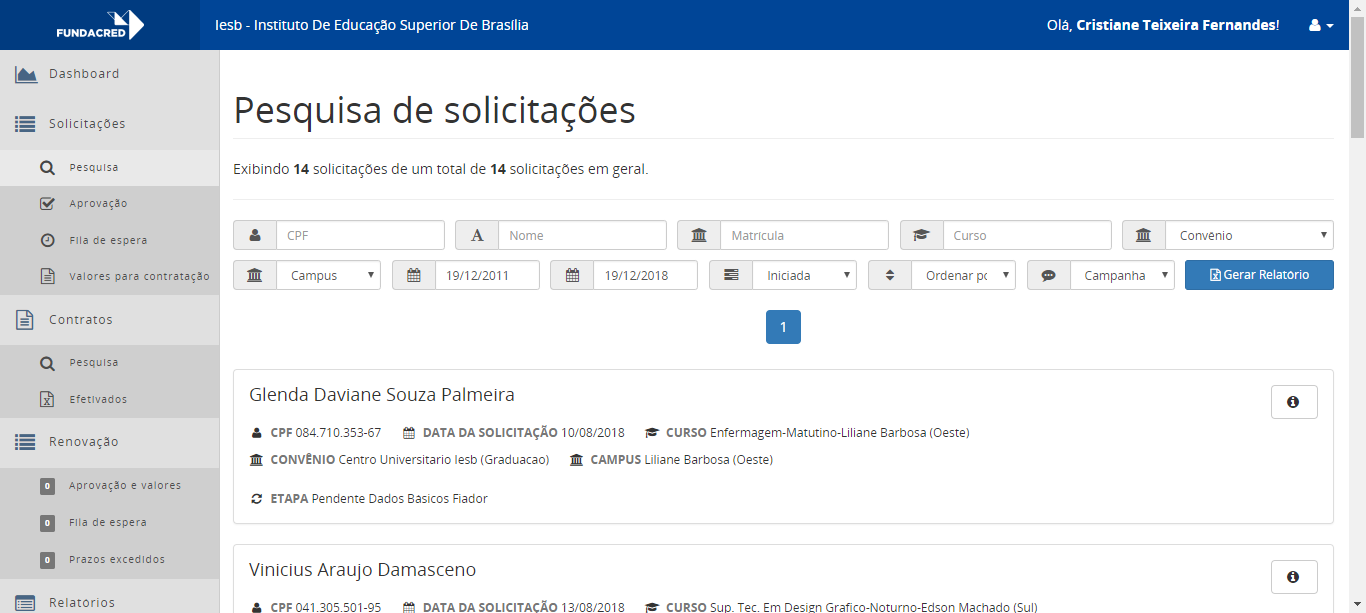 FUNDACRED
Iesb - Instituto De Educação Superior De Brasília
Olá, Cristiane Teixeira Fernandes!
Dashboard
Solicitações
Pesquisa
Aprovação
Fila de espera
Valores para contratação
Contratos
Pesquisa
Efetivados
Renovação
0 Aprovação e valores
0 Fila de espera
0 Prazos excedidos
Relatórios
Pesquisa de solicitações
Exibindo 14 solicitações de um total de 14 solicitações em geral.
CPF Nome Matrícula Curso Convênio
Campus 19/12/2011 19/12/2018 Iniciada Ordenar pc Campanha Gerar Relatório
1
Glenda Daviane Souza Palmeira
CPF 084.710.353-67 DATA DA SOLICITAÇÃO 10/08/2018 CURSO Enfermagem-Matutino-Liliane Barbosa (Oeste)
CONVÊNIO Centro Universitario Iesb (Graduacao) CAMPUS Liliane Barbosa (Oeste)
ETAPA Pendente Dados Basicos Fiador
Vinicius Araujo Damasceno
CPF 041.305.501-95 DATA DA SOLICITAÇÃO 13/08/2018 CURSO Sup. Tec. Em Design Grafico-Noturno-Edson Machado (Sul)